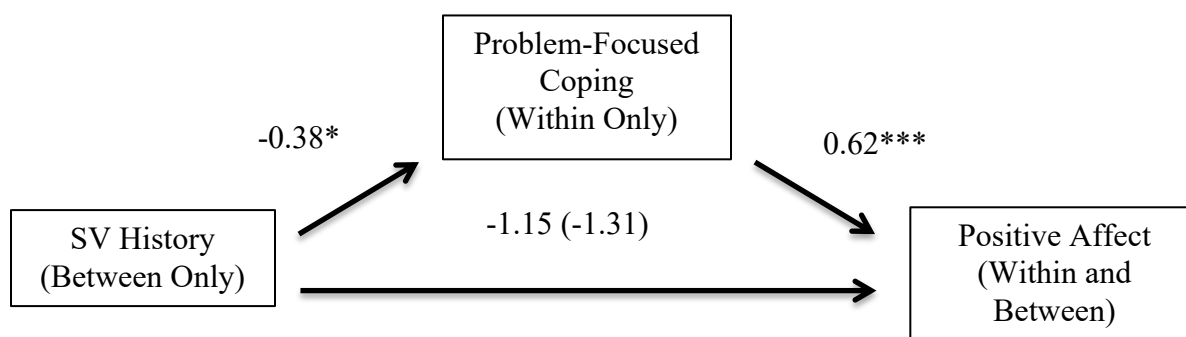 Problem-Focused
Coping
(Within Only)
-0.38*
0.62***
-1.15 (-1.31)
SV History
(Between Only)
Positive Affect
(Within and
Between)